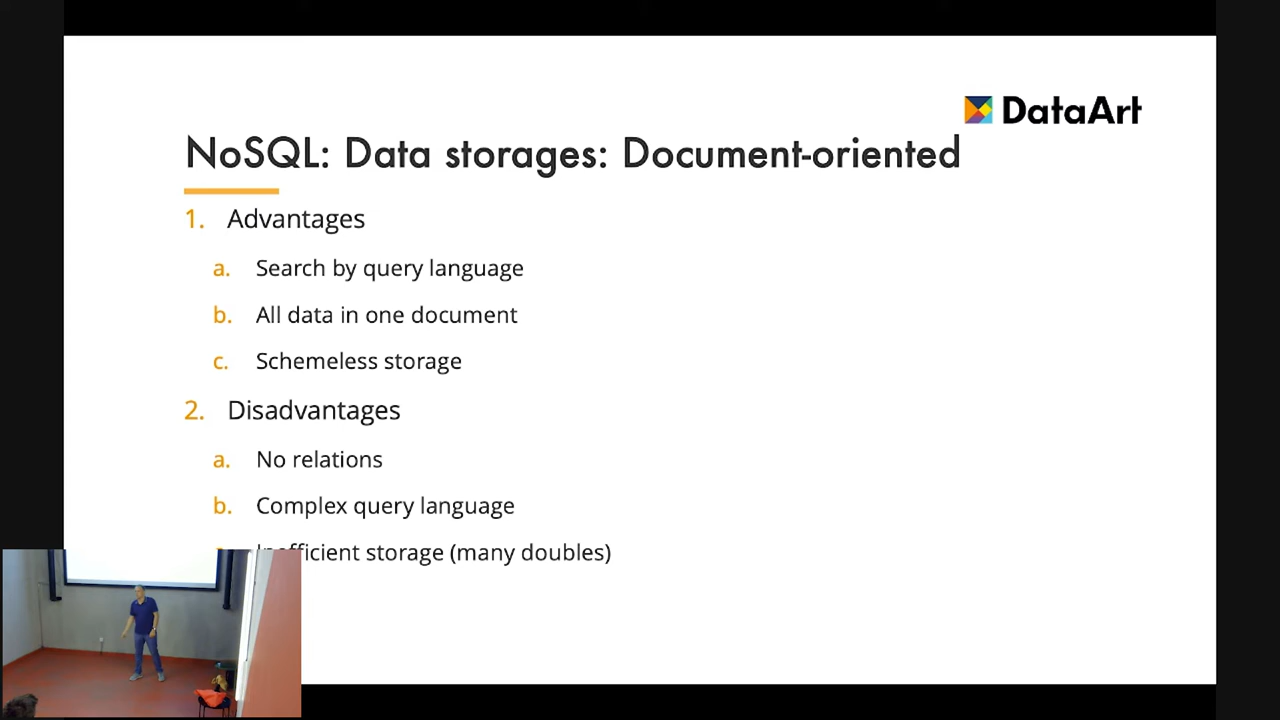 DataArt
NoSQL: Data storages: Document-oriented
1. Advantages
a. Search by query language
b. All data in one document
c. Schemeless storage
2. Disadvantages
a. No relations
b. Complex query language
Inefficient storage (many doubles)